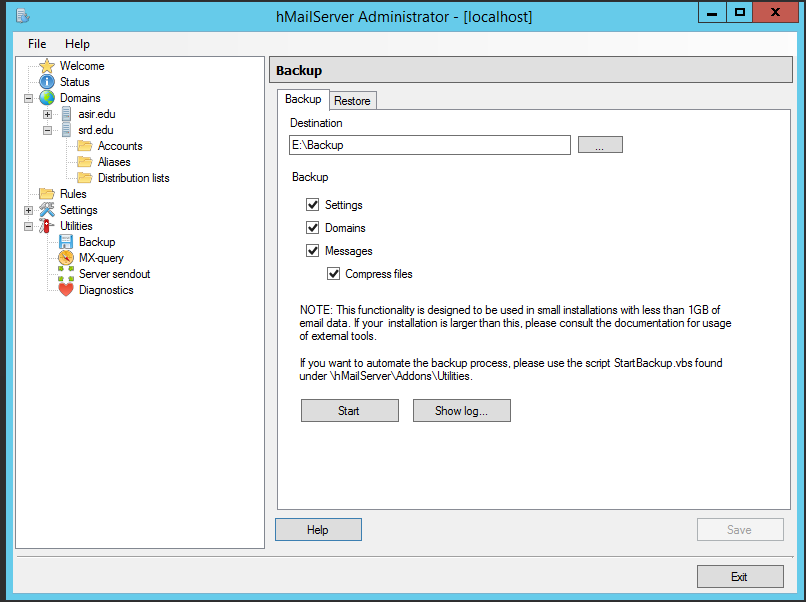 hMailServer Administrator - [localhost]
File Help
Welcome
Status
Domains
asir.edu
srd.edu
Accounts
Aliases
Distribution lists
Rules
Settings
Utilities
Backup
MX-query
Server sendout
Diagnostics
Backup
Backup Restore
Destination
E:\Backup
...
Backup
Settings
Domains
Messages
Compress files
NOTE: This functionality is designed to be used in small installations with less than 1GB of
email data. If your installation is larger than this, please consult the documentation for usage
of external tools.
If you want to automate the backup process, please use the script StartBackup.vbs found
under \hMailServer\Addons\Utilities.
Start Show log...
Help Save
Exit